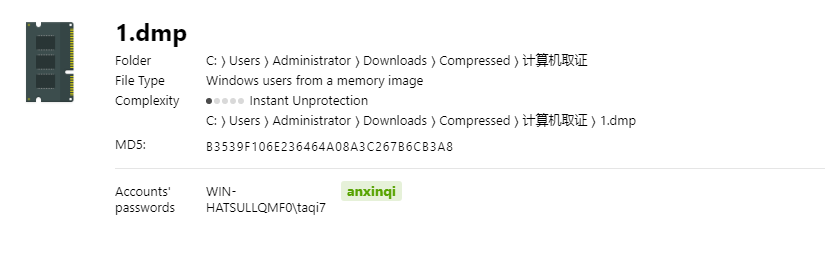 1.dmp
Folder C: ⟩ Users ⟩ Administrator ⟩ Downloads ⟩ Compressed ⟩ 计算机取证
File Type Windows users from a memory image
Complexity Instant Unprotection
C: ⟩ Users ⟩ Administrator ⟩ Downloads ⟩ Compressed ⟩ 计算机取证 ⟩ 1.dmp
MD5: B3539F106E236464A08A3C267B6CB3A8
Accounts' WIN- anxinqi
passwords HATSULLQMF0\taqi7